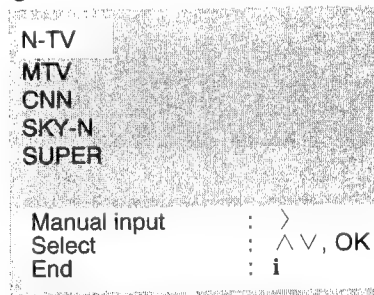 N-TV
MTV
CNN
SKY-N
SUPER
Manual input : >
Select : ∧ ∨, OK
End : i